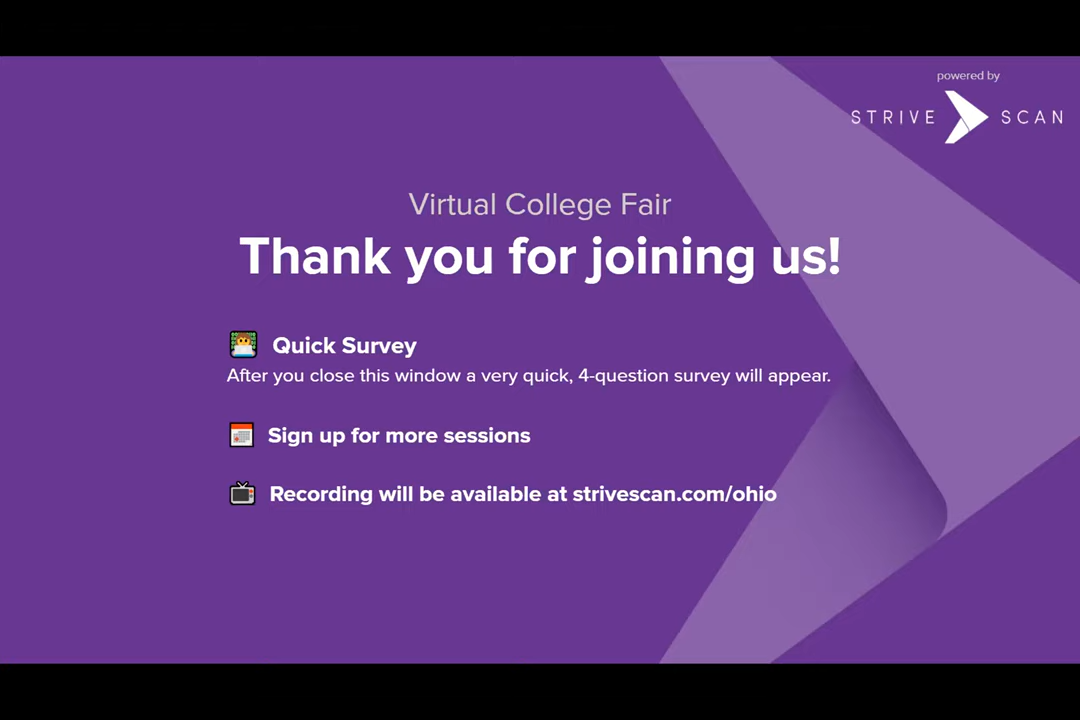 powered by
STRIVE SCAN
Virtual College Fair
Thank you for joining us!
Quick Survey
After you close this window a very quick, 4-question survey will appear.
Sign up for more sessions
Recording will be available at strivescan.com/ohio